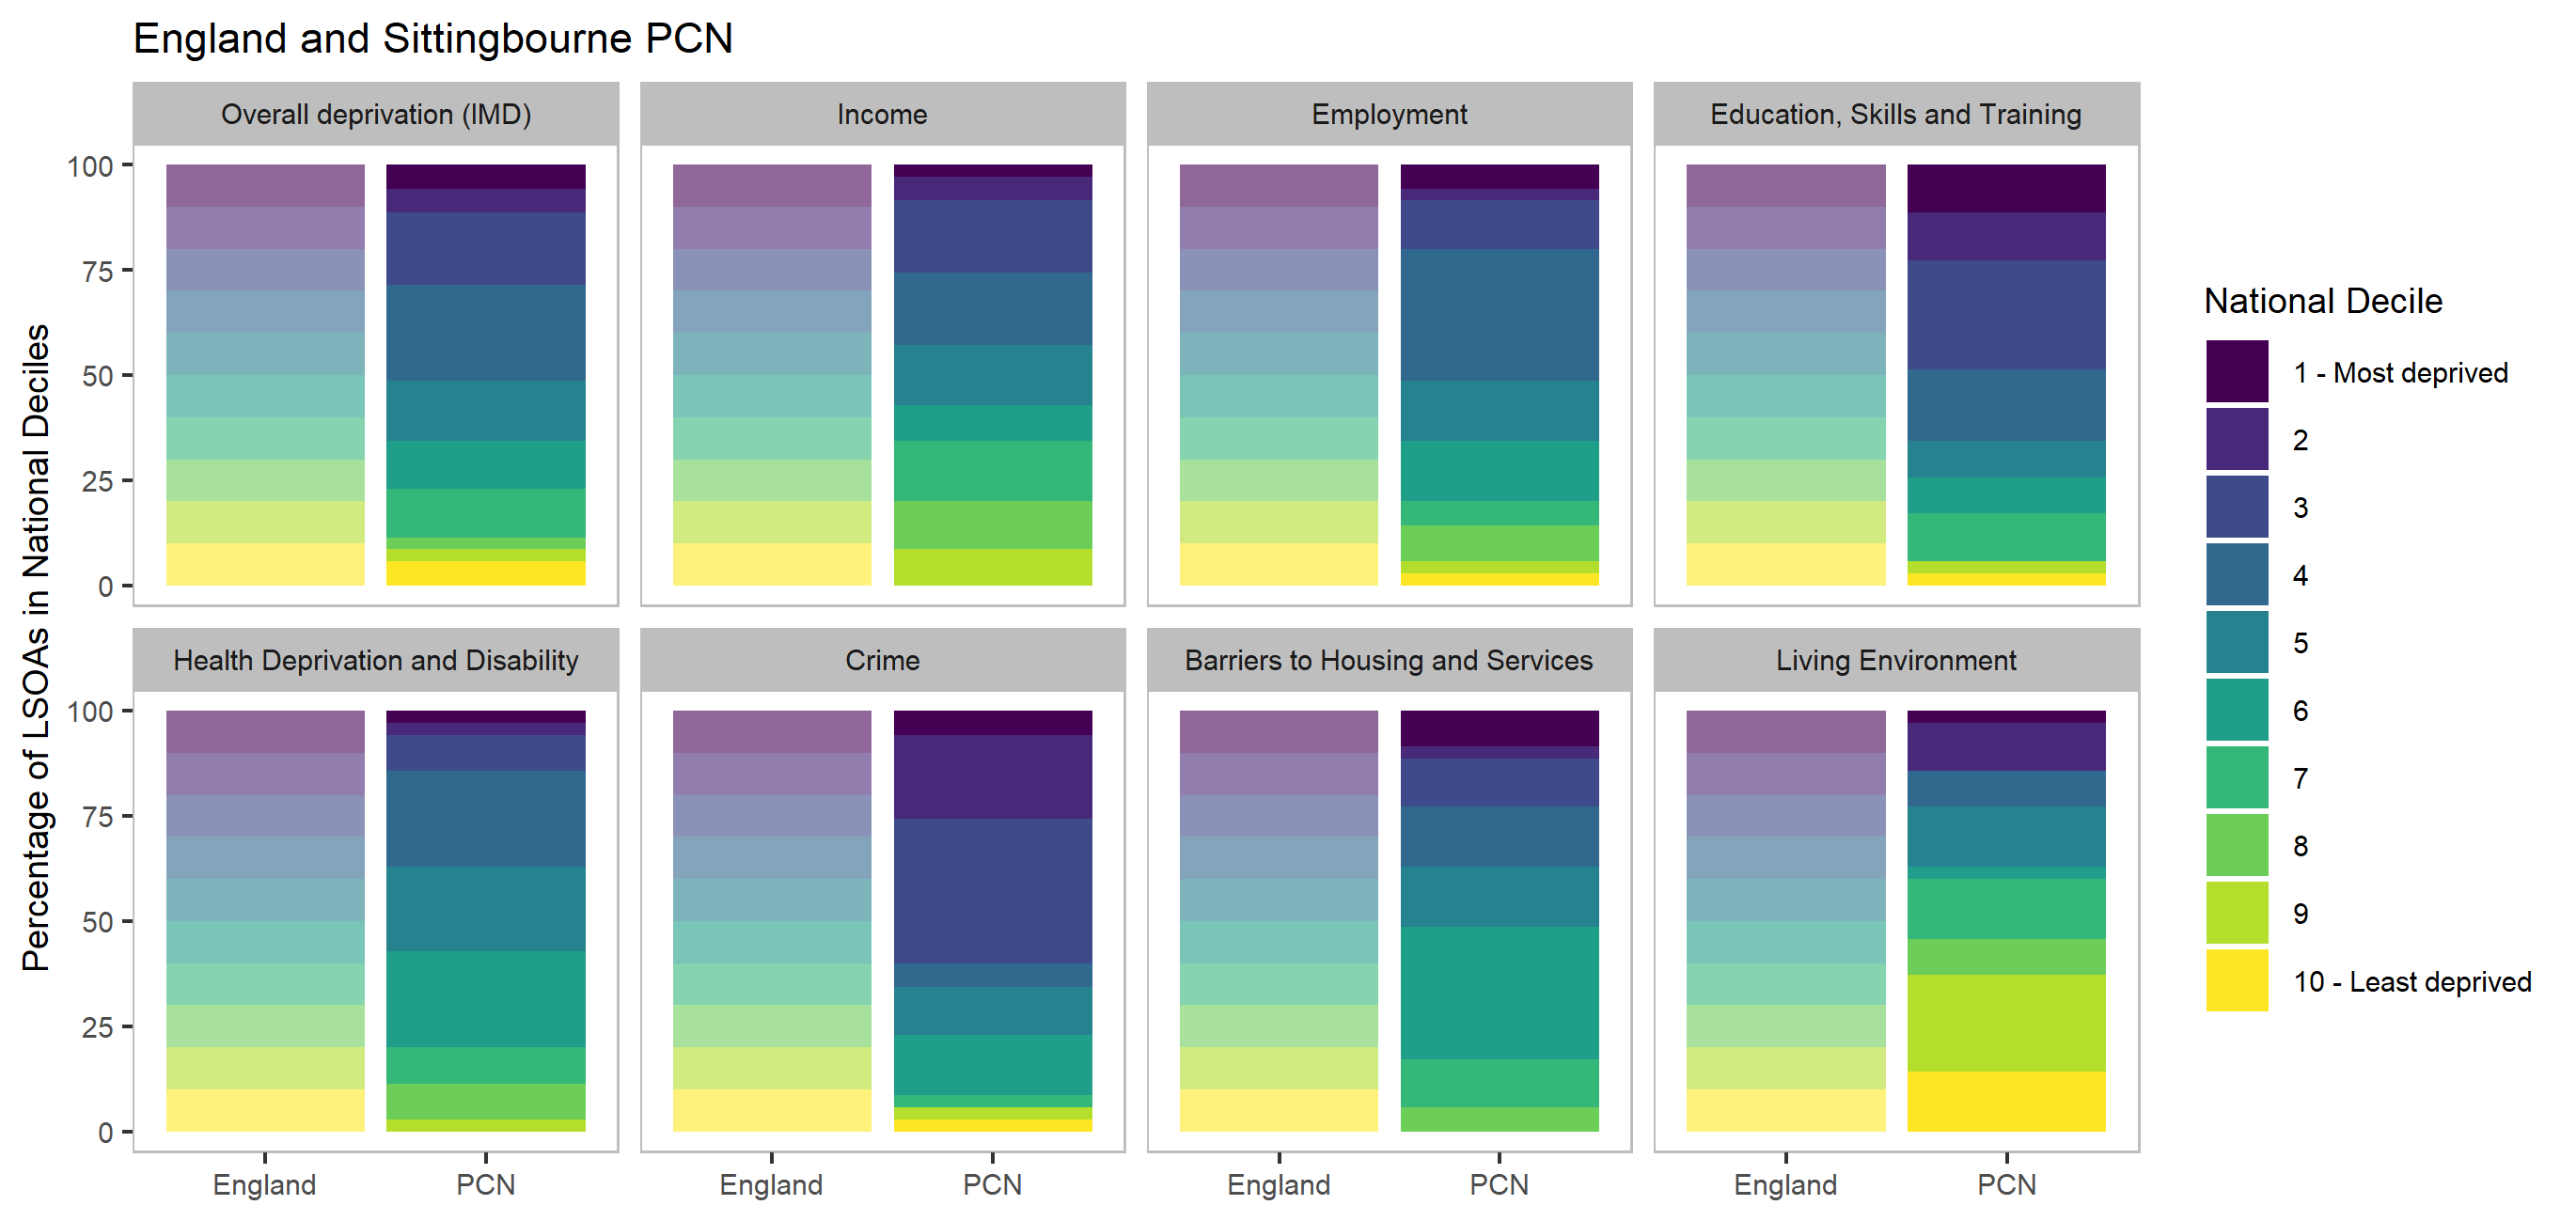 England and Sittingbourne PCN
Overall deprivation (IMD)
Income
Employment
Education, Skills and Training
100
75
50
25
0
Health Deprivation and Disability
Crime
Barriers to Housing and Services
Living Environment
100
75
50
25
0
England
PCN
England
PCN
England
PCN
England
PCN
Percentage of LSOAs in National Deciles
National Decile
1 - Most deprived
2
3
4
5
6
7
8
9
10 - Least deprived